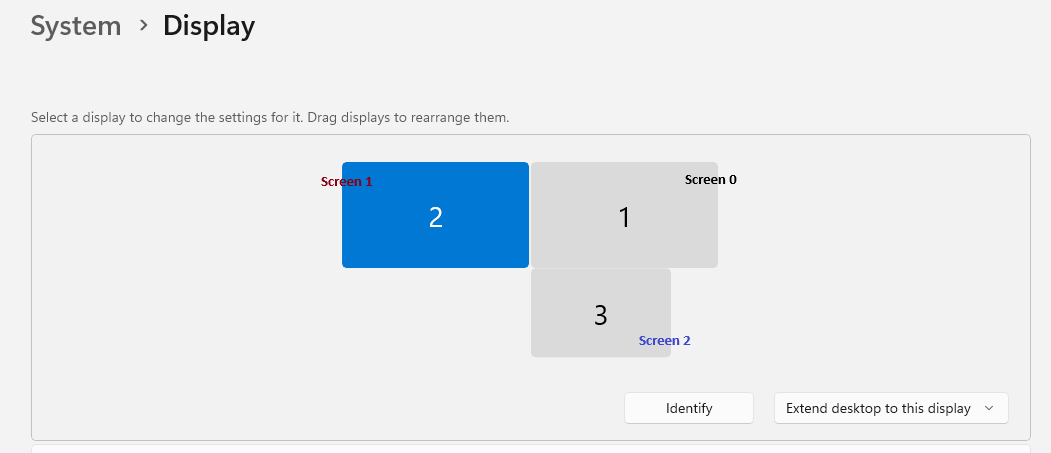 System > Display
Select a display to change the settings for it. Drag displays to rearrange them.
Screen 1
2
1
Screen 0
3
Screen 2
Identify
Extend desktop to this display